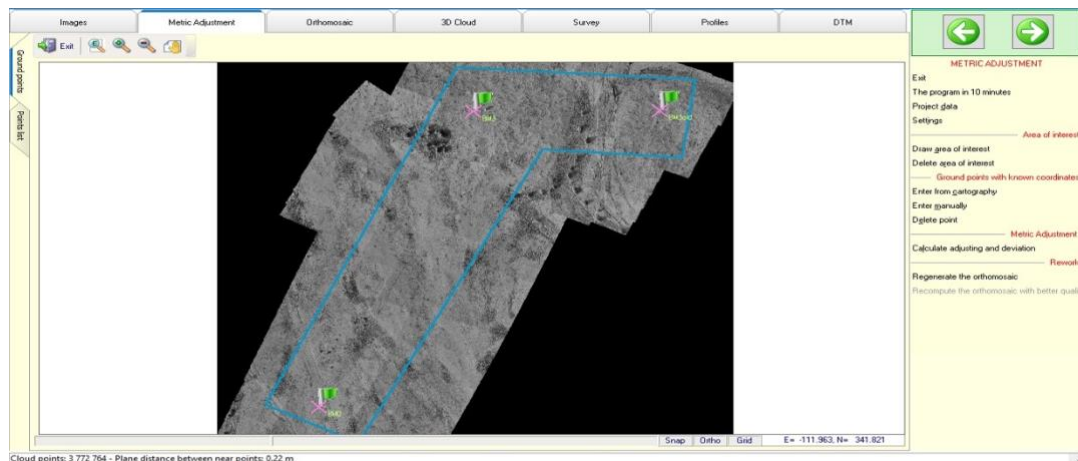 Images Metric Adjustment Orthomosaic 3D Cloud Survey Profiles DTM
Exit
Ground points
Points list
METRIC ADJUSTMENT
Exit
The program in 10 minutes
Project data
Settings
Area of interest
Draw area of interest
Delete area of interest
Ground points with known coordinates
Enter from cartography
Enter manually
Delete point
Metric Adjustment
Calculate adjusting and deviation
Rework
Regenerate the orthomosaic
Recompute the orthomosaic with better quali
Snap Ortho Grid E= -111.963, N= 341.821
Cloud points: 3 772 764 - Plane distance between near points: 0.22 m